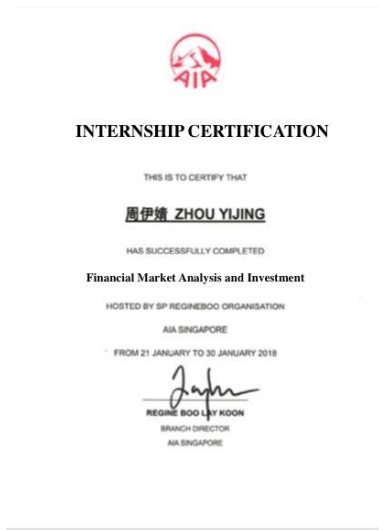 AIA
INTERNSHIP CERTIFICATION
THIS IS TO CERTIFY THAT
周伊婧 ZHOU YIJING
HAS SUCCESSFULLY COMPLETED
Financial Market Analysis and Investment
HOSTED BY SP REGINEBOO ORGANISATION
AIA SINGAPORE
FROM 21 JANUARY TO 30 JANUARY 2018
REGINE BOO LAY KOON
BRANCH DIRECTOR
AIA SINGAPORE